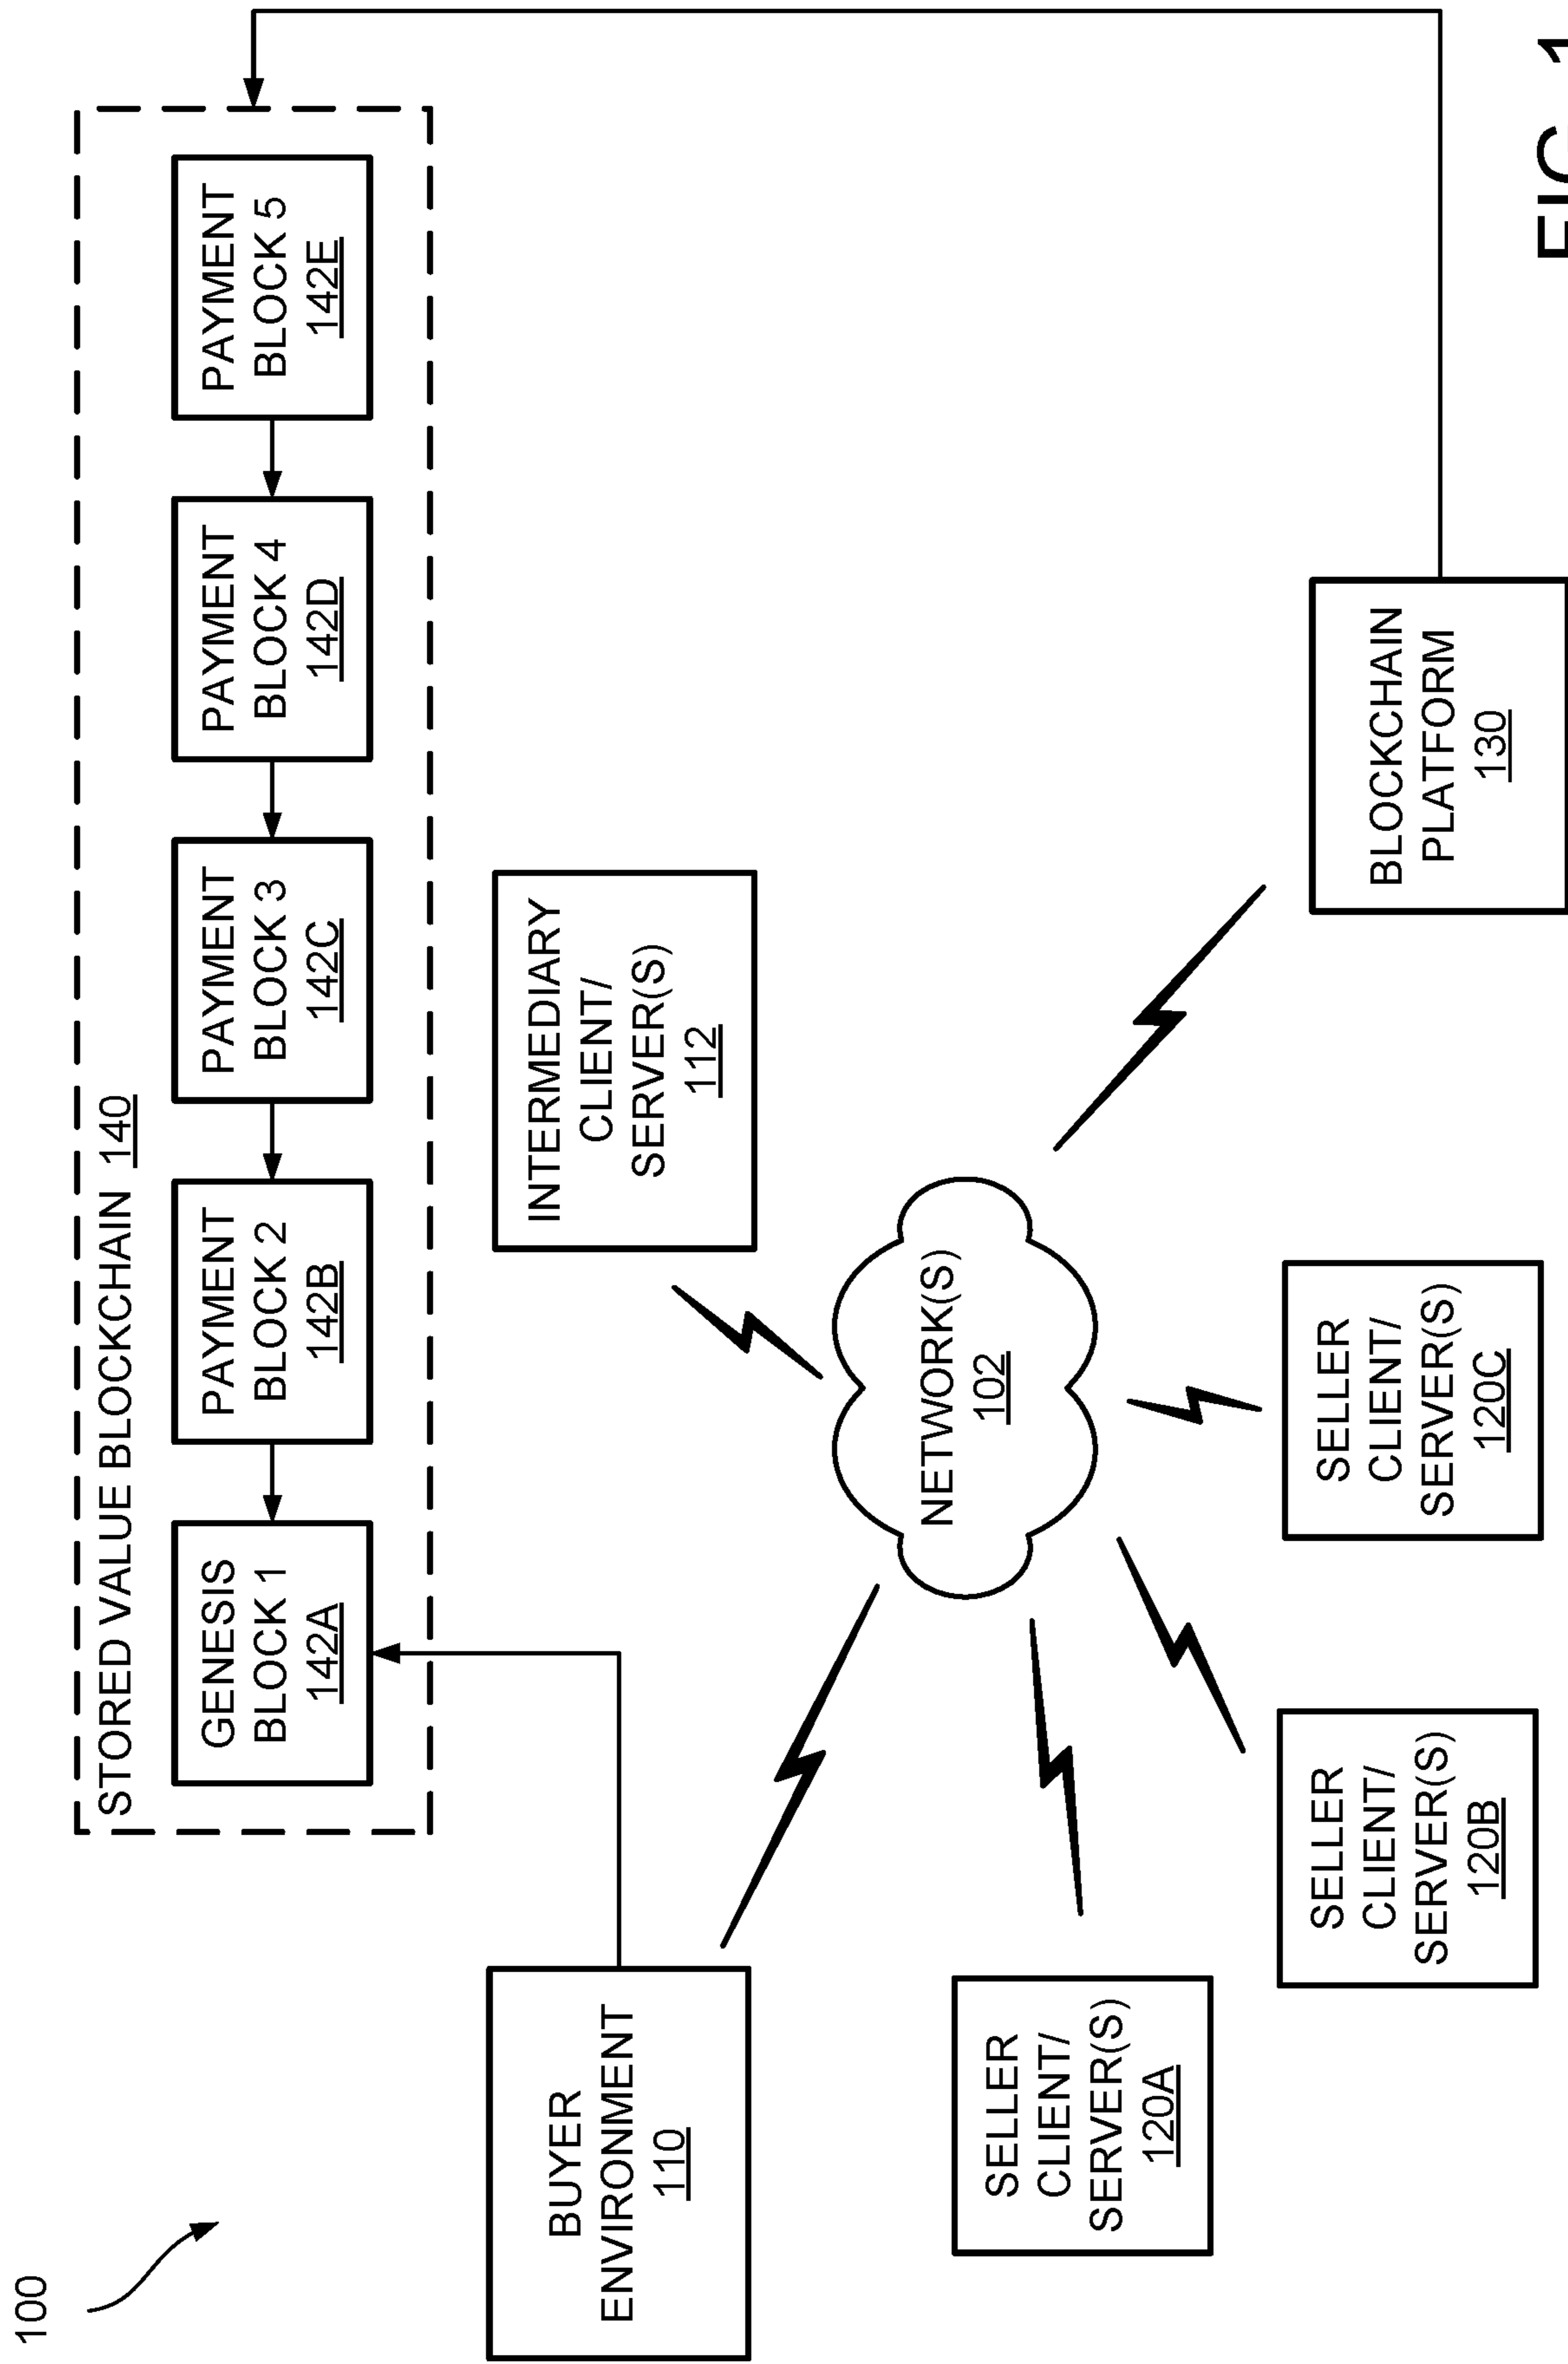 100
STORED VALUE BLOCKCHAIN 140
GENESIS
BLOCK 1
142A
PAYMENT
BLOCK 2
142B
PAYMENT
BLOCK 3
142C
PAYMENT
BLOCK 4
142D
PAYMENT
BLOCK 5
142E
BUYER
ENVIRONMENT
110
INTERMEDIARY
CLIENT/
SERVER(S)
112
NETWORK(S)
102
SELLER
CLIENT/
SERVER(S)
120A
SELLER
CLIENT/
SERVER(S)
120B
SELLER
CLIENT/
SERVER(S)
120C
BLOCKCHAIN
PLATFORM
130
FIG. 1